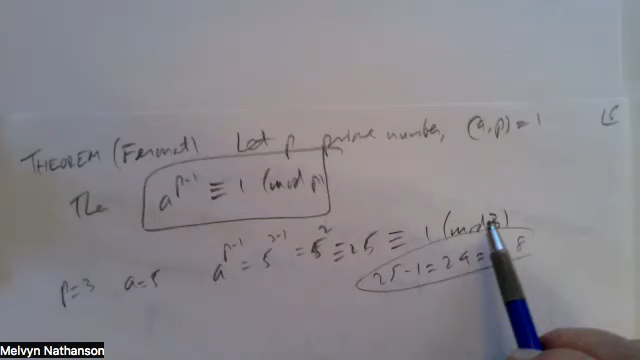 THEOREM (Fermat) Let p prime number, (a,p)=1
Then a^{p-1} ≡ 1 (mod p)
p=3 a=5 a^{p-1} = 5^{3-1} = 5^2 ≡ 25 ≡ 1 (mod 3)
25-1=24=
8
Melvyn Nathanson